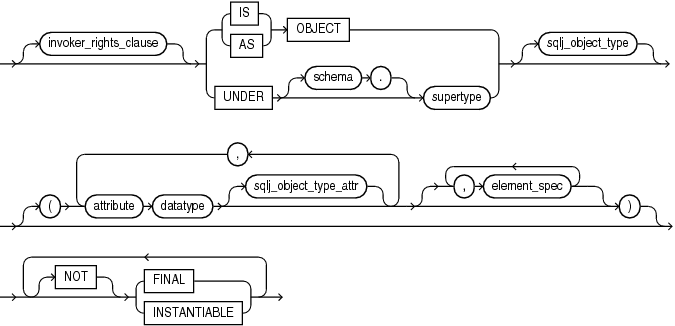 IS
invoker_rights_clause
AS
OBJECT
sqlj_object_type
UNDER
schema
.
supertype
,
(
attribute
datatype
sqlj_object_type_attr
,
element_spec
)
NOT
FINAL
INSTANTIABLE